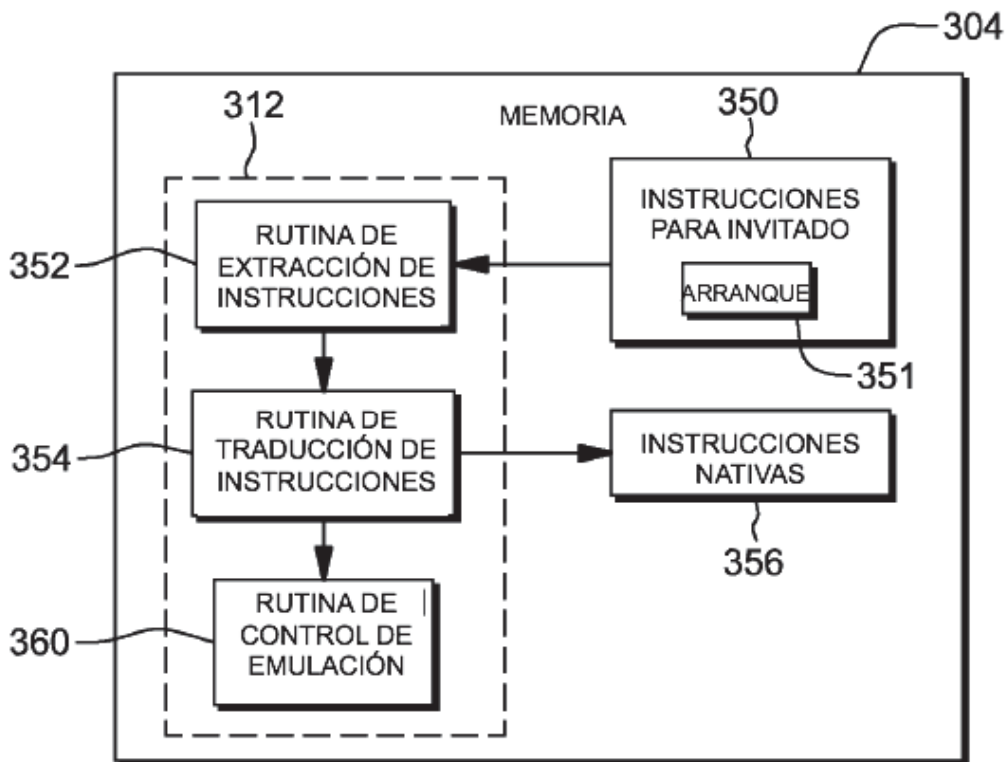 304
312
MEMORIA
350
RUTINA DE
EXTRACCIÓN DE
INSTRUCCIONES
352
INSTRUCCIONES
PARA INVITADO
ARRANQUE
351
RUTINA DE
TRADUCCIÓN DE
INSTRUCCIONES
354
INSTRUCCIONES
NATIVAS
356
RUTINA DE
CONTROL DE
EMULACIÓN
360